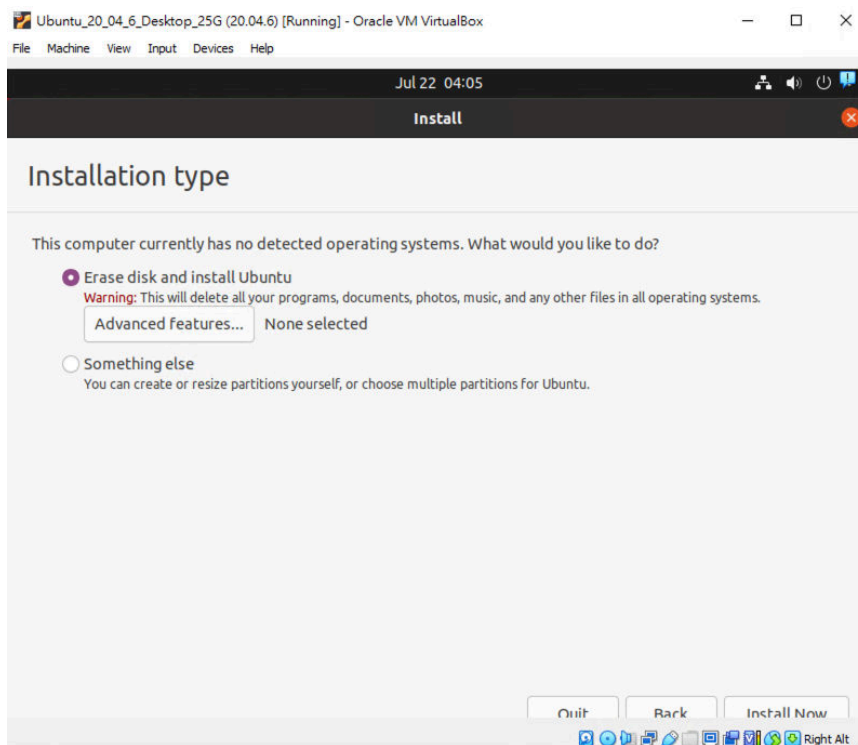 Ubuntu_20_04_6_Desktop_25G (20.04.6) [Running] - Oracle VM VirtualBox
File Machine View Input Devices Help
Jul 22 04:05
Install
Installation type
This computer currently has no detected operating systems. What would you like to do?
Erase disk and install Ubuntu
Warning: This will delete all your programs, documents, photos, music, and any other files in all operating systems.
Advanced features... None selected
Something else
You can create or resize partitions yourself, or choose multiple partitions for Ubuntu.
Quit Back Install Now
Right Alt